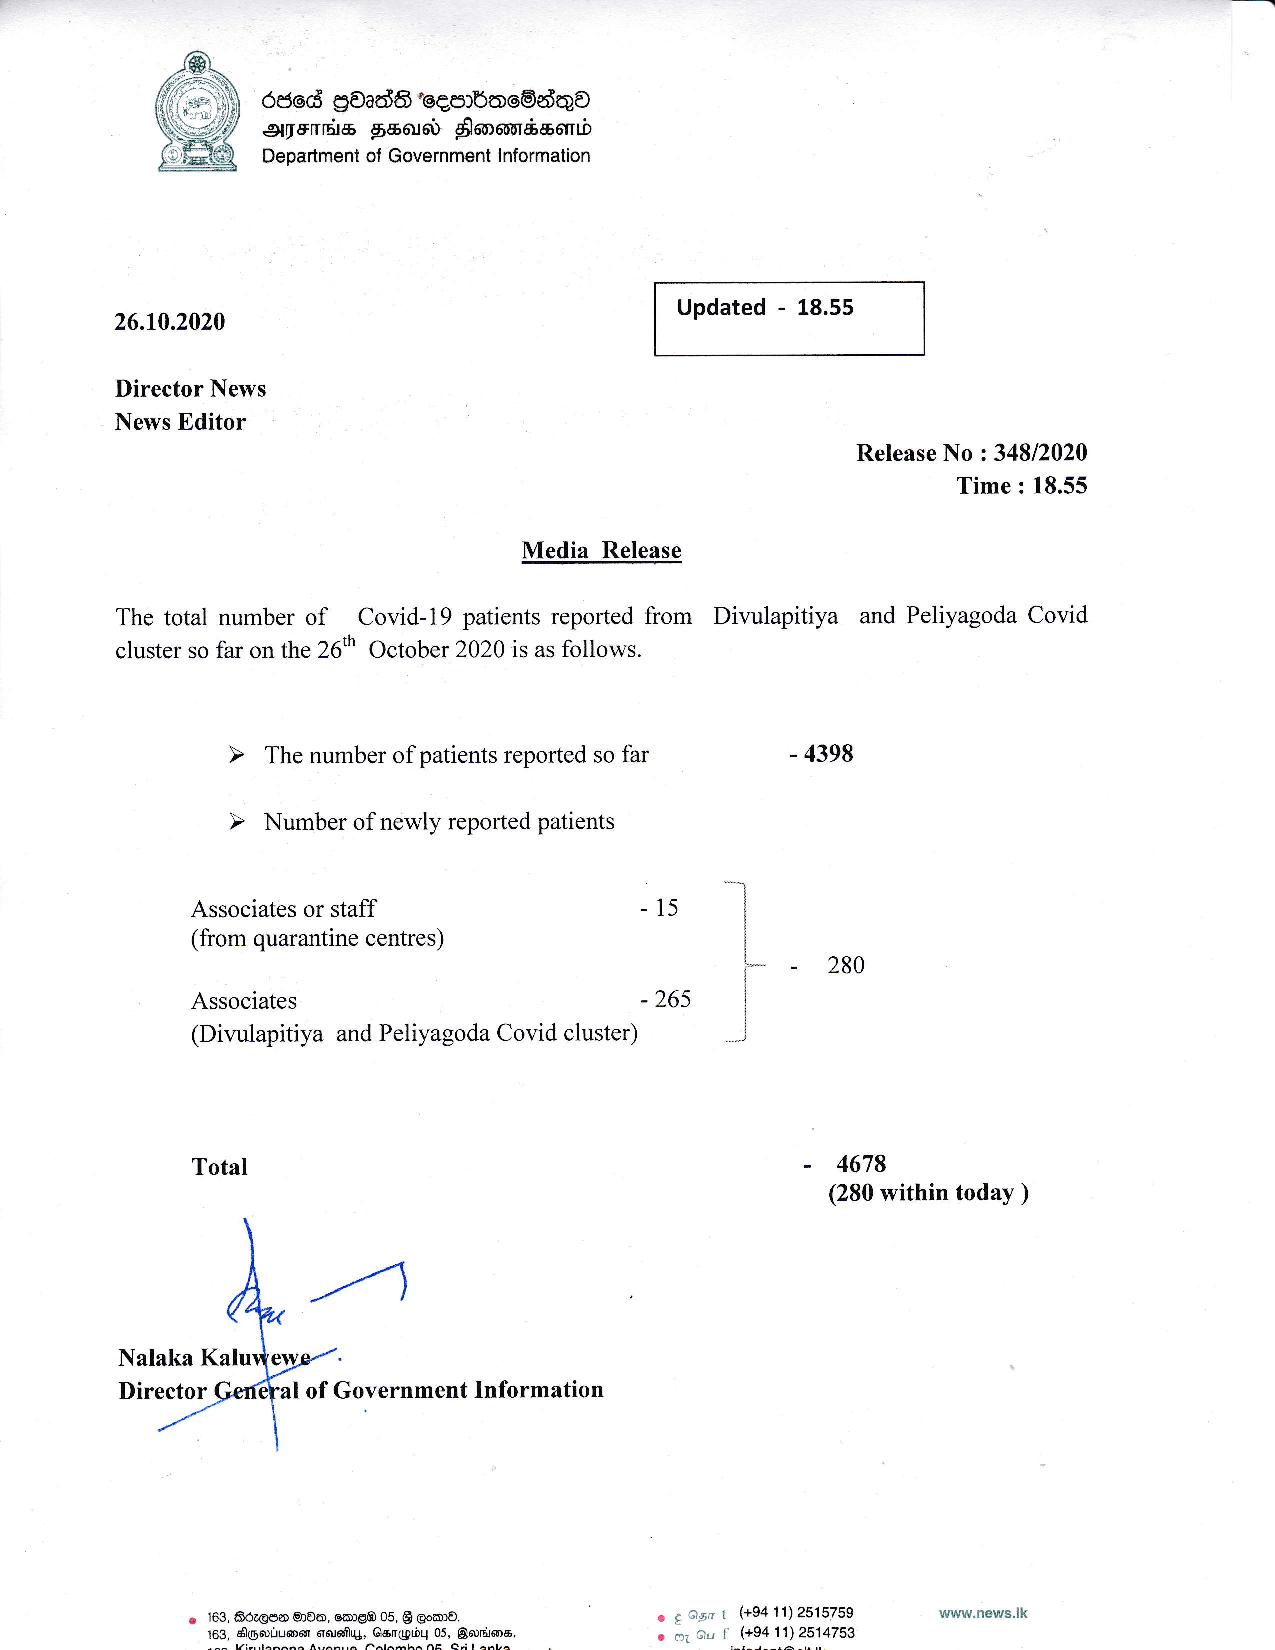 රජයේ ප්‍රවෘත්ති දෙපාර්තමේන්තුව
அரசாங்க தகவல் திணைக்களம்
Department of Government Information
26.10.2020
Updated - 18.55
Director News
News Editor
Release No : 348/2020
Time : 18.55
Media Release
The total number of Covid-19 patients reported from Divulapitiya and Peliyagoda Covid
cluster so far on the 26th October 2020 is as follows.
➢ The number of patients reported so far - 4398
➢ Number of newly reported patients
Associates or staff - 15
(from quarantine centres)
- 280
Associates - 265
(Divulapitiya and Peliyagoda Covid cluster)
Total - 4678
(280 within today )
Nalaka Kaluwewe
Director General of Government Information
163, කිරුලපන මාවත, කොළඹ 05, ශ්‍රී ලංකාව.
163, கிருலப்பனை எவனியூ, கொழும்பு 05, இலங்கை.
Kirulapona Avenue, Colombo 05, Sri Lanka
(+94 11) 2515759
(+94 11) 2514753
www.news.lk